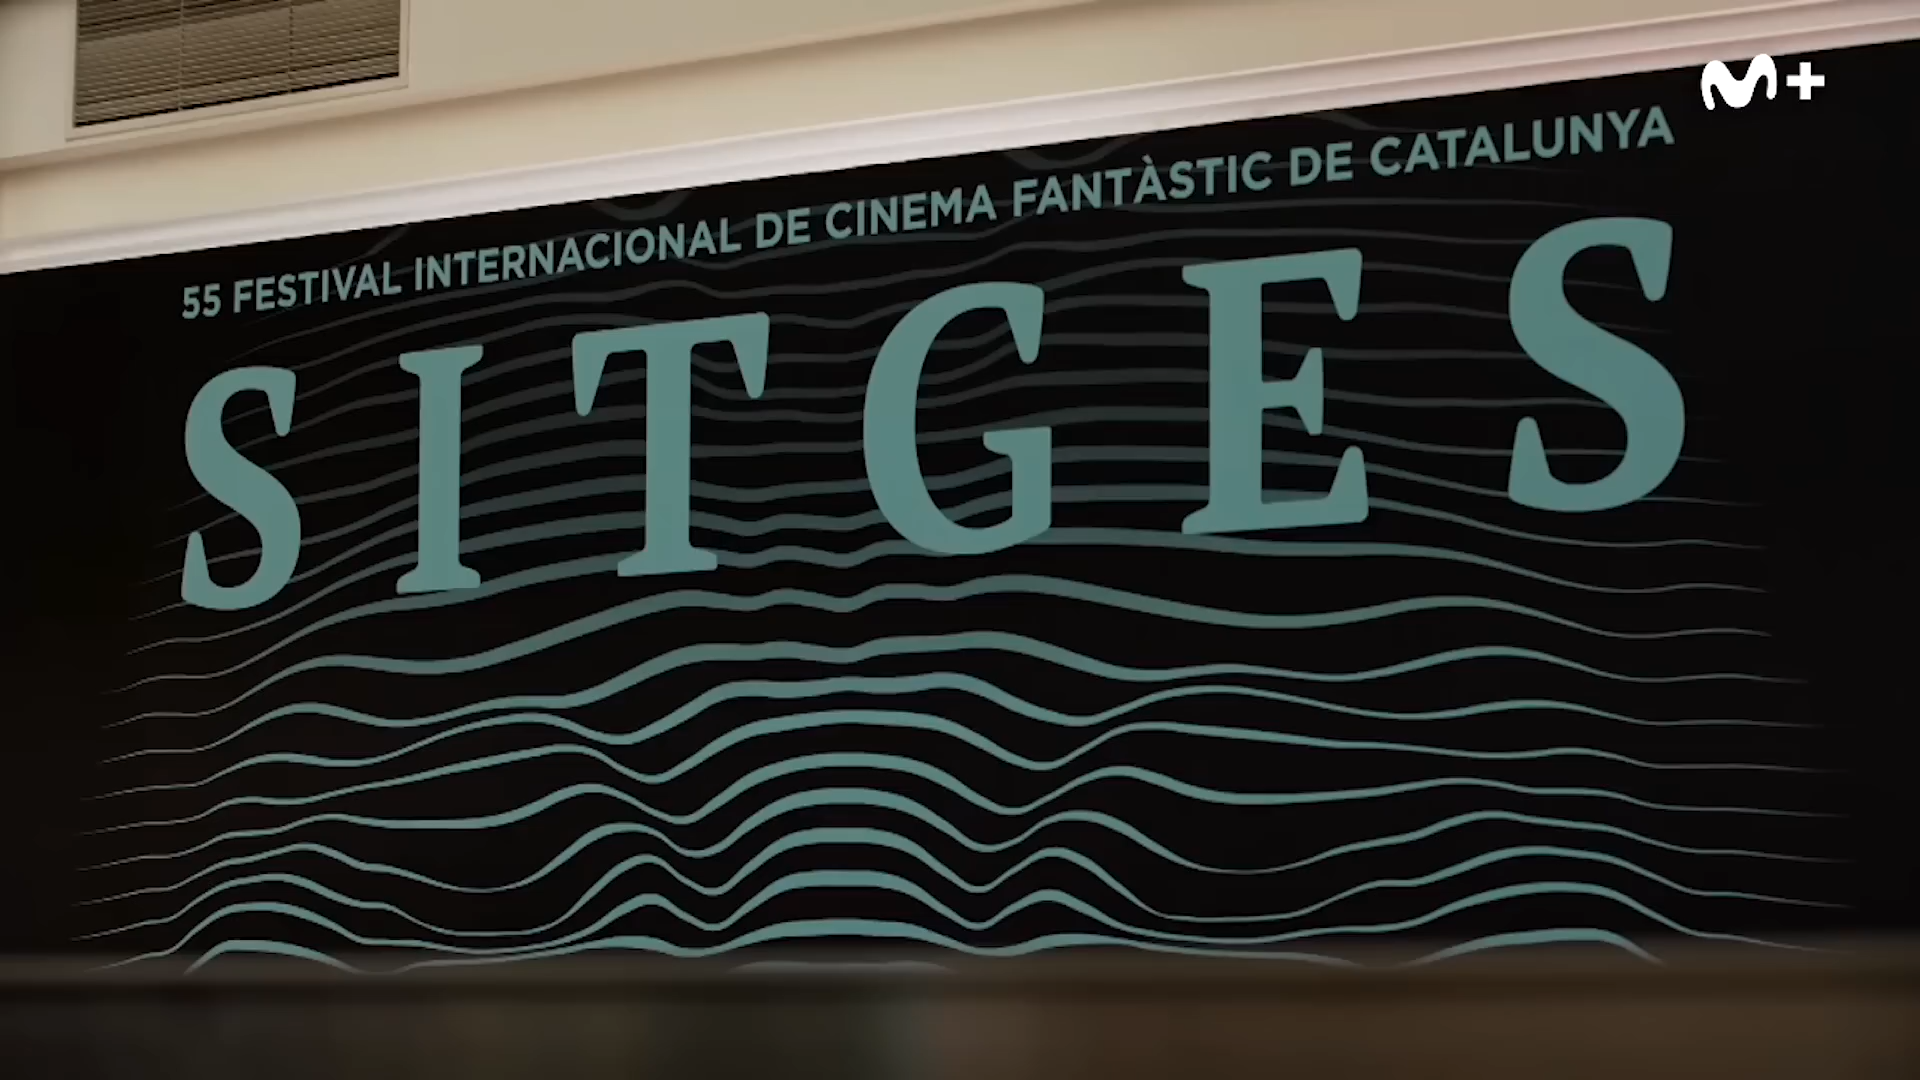 M+
55 FESTIVAL INTERNACIONAL DE CINEMA FANTÀSTIC DE CATALUNYA
SITGES